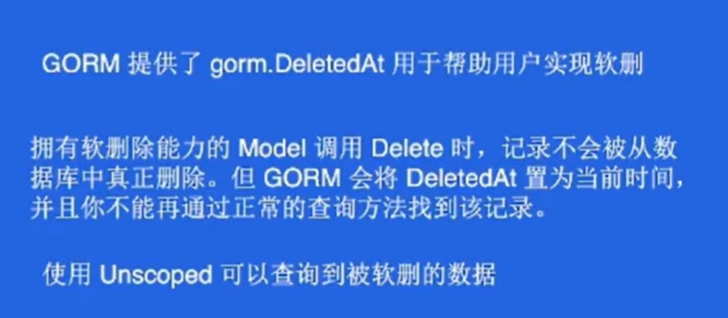 GORM 提供了 gorm.DeletedAt 用于帮助用户实现软删
拥有软删除能力的 Model 调用 Delete 时，记录不会被从数
据库中真正删除。但 GORM 会将 DeletedAt 置为当前时间，
并且你不能再通过正常的查询方法找到该记录。
使用 Unscoped 可以查询到被软删的数据